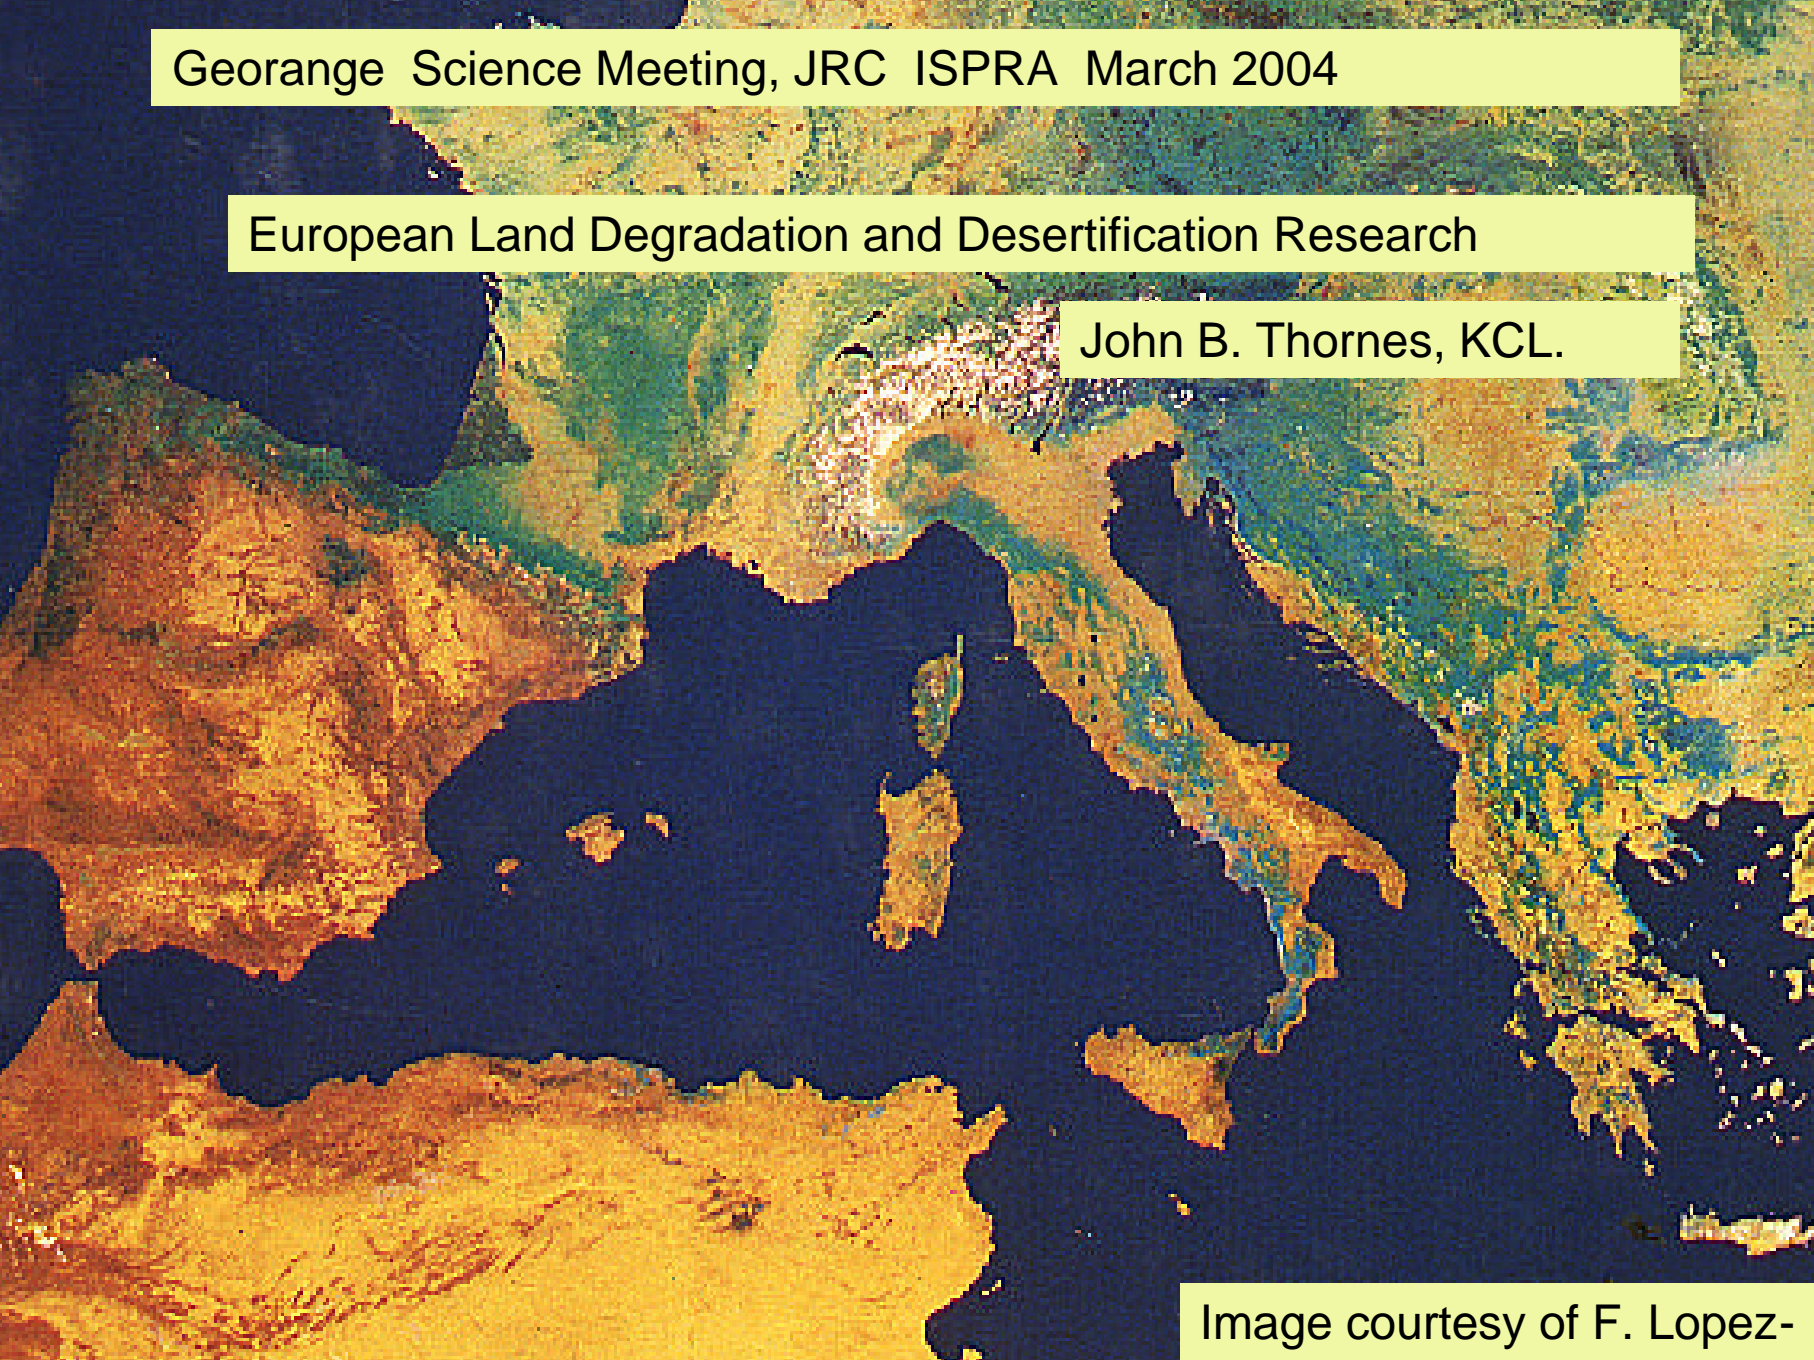 Georange  Science Meeting, JRC  ISPRA  March 2004
European Land Degradation and Desertification Research
John B. Thornes, KCL.
Image courtesy of F. Lopez-